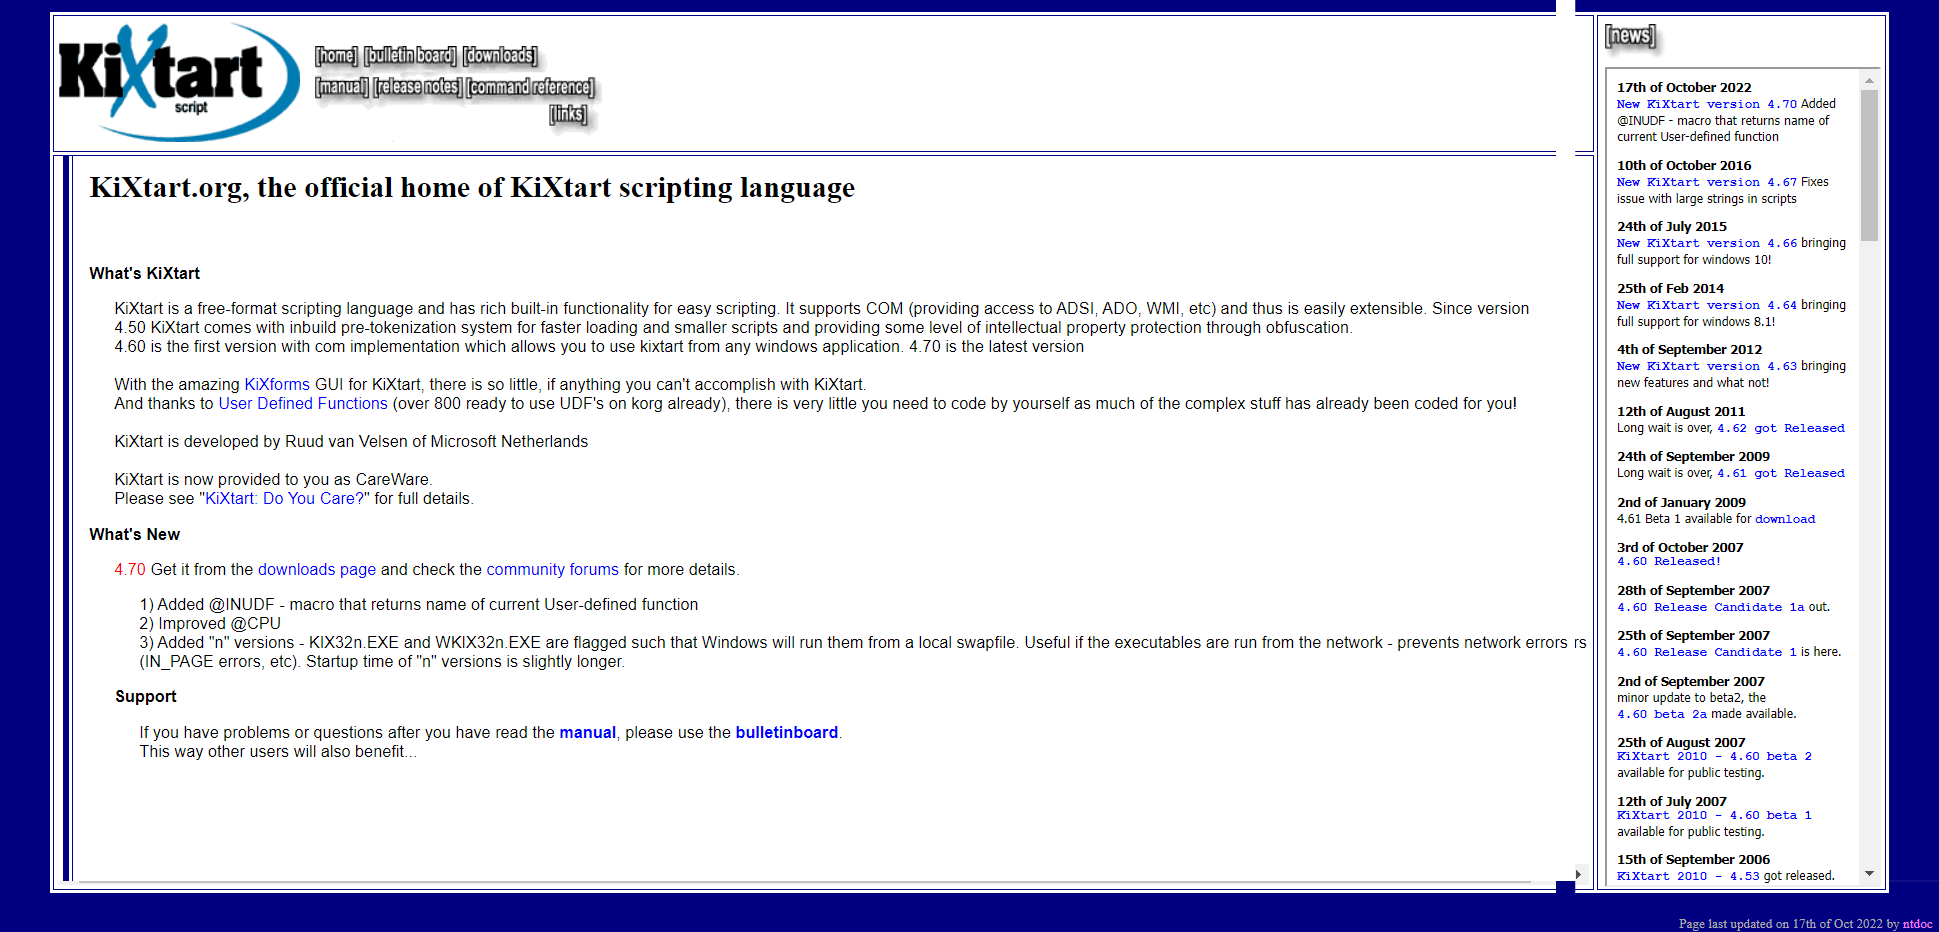 KiXtart
script
[home] [bulletin board] [downloads]
[manual] [release notes] [command reference]
[links]
KiXtart.org, the official home of KiXtart scripting language
What's KiXtart
KiXtart is a free-format scripting language and has rich built-in functionality for easy scripting. It supports COM (providing access to ADSI, ADO, WMI, etc) and thus is easily extensible. Since version
4.50 KiXtart comes with inbuild pre-tokenization system for faster loading and smaller scripts and providing some level of intellectual property protection through obfuscation.
4.60 is the first version with com implementation which allows you to use kixtart from any windows application. 4.70 is the latest version
With the amazing KiXforms GUI for KiXtart, there is so little, if anything you can't accomplish with KiXtart.
And thanks to User Defined Functions (over 800 ready to use UDF's on korg already), there is very little you need to code by yourself as much of the complex stuff has already been coded for you!
KiXtart is developed by Ruud van Velsen of Microsoft Netherlands
KiXtart is now provided to you as CareWare.
Please see "KiXtart: Do You Care?" for full details.
What's New
4.70 Get it from the downloads page and check the community forums for more details.
1) Added @INUDF - macro that returns name of current User-defined function
2) Improved @CPU
3) Added "n" versions - KIX32n.EXE and WKIX32n.EXE are flagged such that Windows will run them from a local swapfile. Useful if the executables are run from the network - prevents network errors rs
(IN_PAGE errors, etc). Startup time of "n" versions is slightly longer.
Support
If you have problems or questions after you have read the manual, please use the bulletinboard.
This way other users will also benefit...
[news]
17th of October 2022
New KiXtart version 4.70 Added
@INUDF - macro that returns name of
current User-defined function
10th of October 2016
New KiXtart version 4.67 Fixes
issue with large strings in scripts
24th of July 2015
New KiXtart version 4.66 bringing
full support for windows 10!
25th of Feb 2014
New KiXtart version 4.64 bringing
full support for windows 8.1!
4th of September 2012
New KiXtart version 4.63 bringing
new features and what not!
12th of August 2011
Long wait is over, 4.62 got Released
24th of September 2009
Long wait is over, 4.61 got Released
2nd of January 2009
4.61 Beta 1 available for download
3rd of October 2007
4.60 Released!
28th of September 2007
4.60 Release Candidate 1a out.
25th of September 2007
4.60 Release Candidate 1 is here.
2nd of September 2007
minor update to beta2, the
4.60 beta 2a made available.
25th of August 2007
KiXtart 2010 - 4.60 beta 2
available for public testing.
12th of July 2007
KiXtart 2010 - 4.60 beta 1
available for public testing.
15th of September 2006
KiXtart 2010 - 4.53 got released.
Page last updated on 17th of Oct 2022 by ntdoc